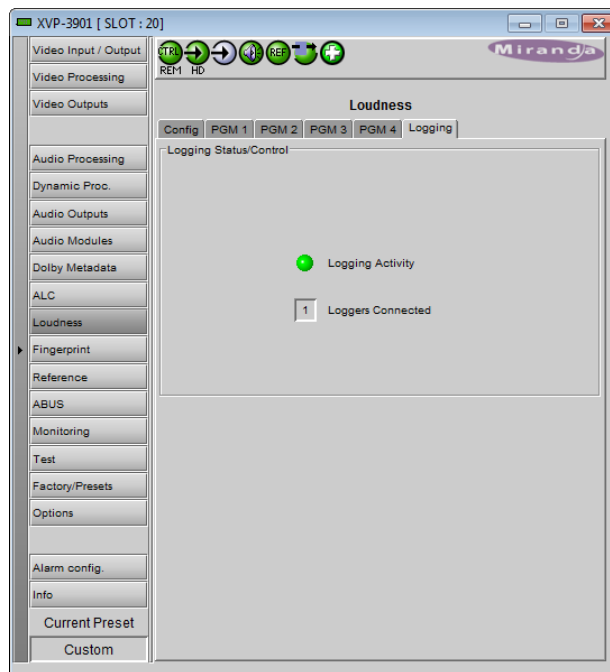 XVP-3901 [ SLOT : 20]
Video Input / Output
Video Processing
Video Outputs
Audio Processing
Dynamic Proc.
Audio Outputs
Audio Modules
Dolby Metadata
ALC
Loudness
Fingerprint
Reference
ABUS
Monitoring
Test
Factory/Presets
Options
Alarm config.
Info
Current Preset
Custom
CTRL REF
REM HD
Miranda
Loudness
Config PGM 1 PGM 2 PGM 3 PGM 4 Logging
Logging Status/Control
Logging Activity
1 Loggers Connected